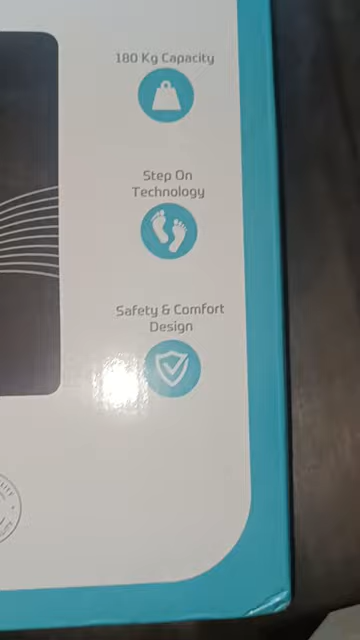 180 Kg Capacity
Step On
Technology
Safety & Comfort
Design